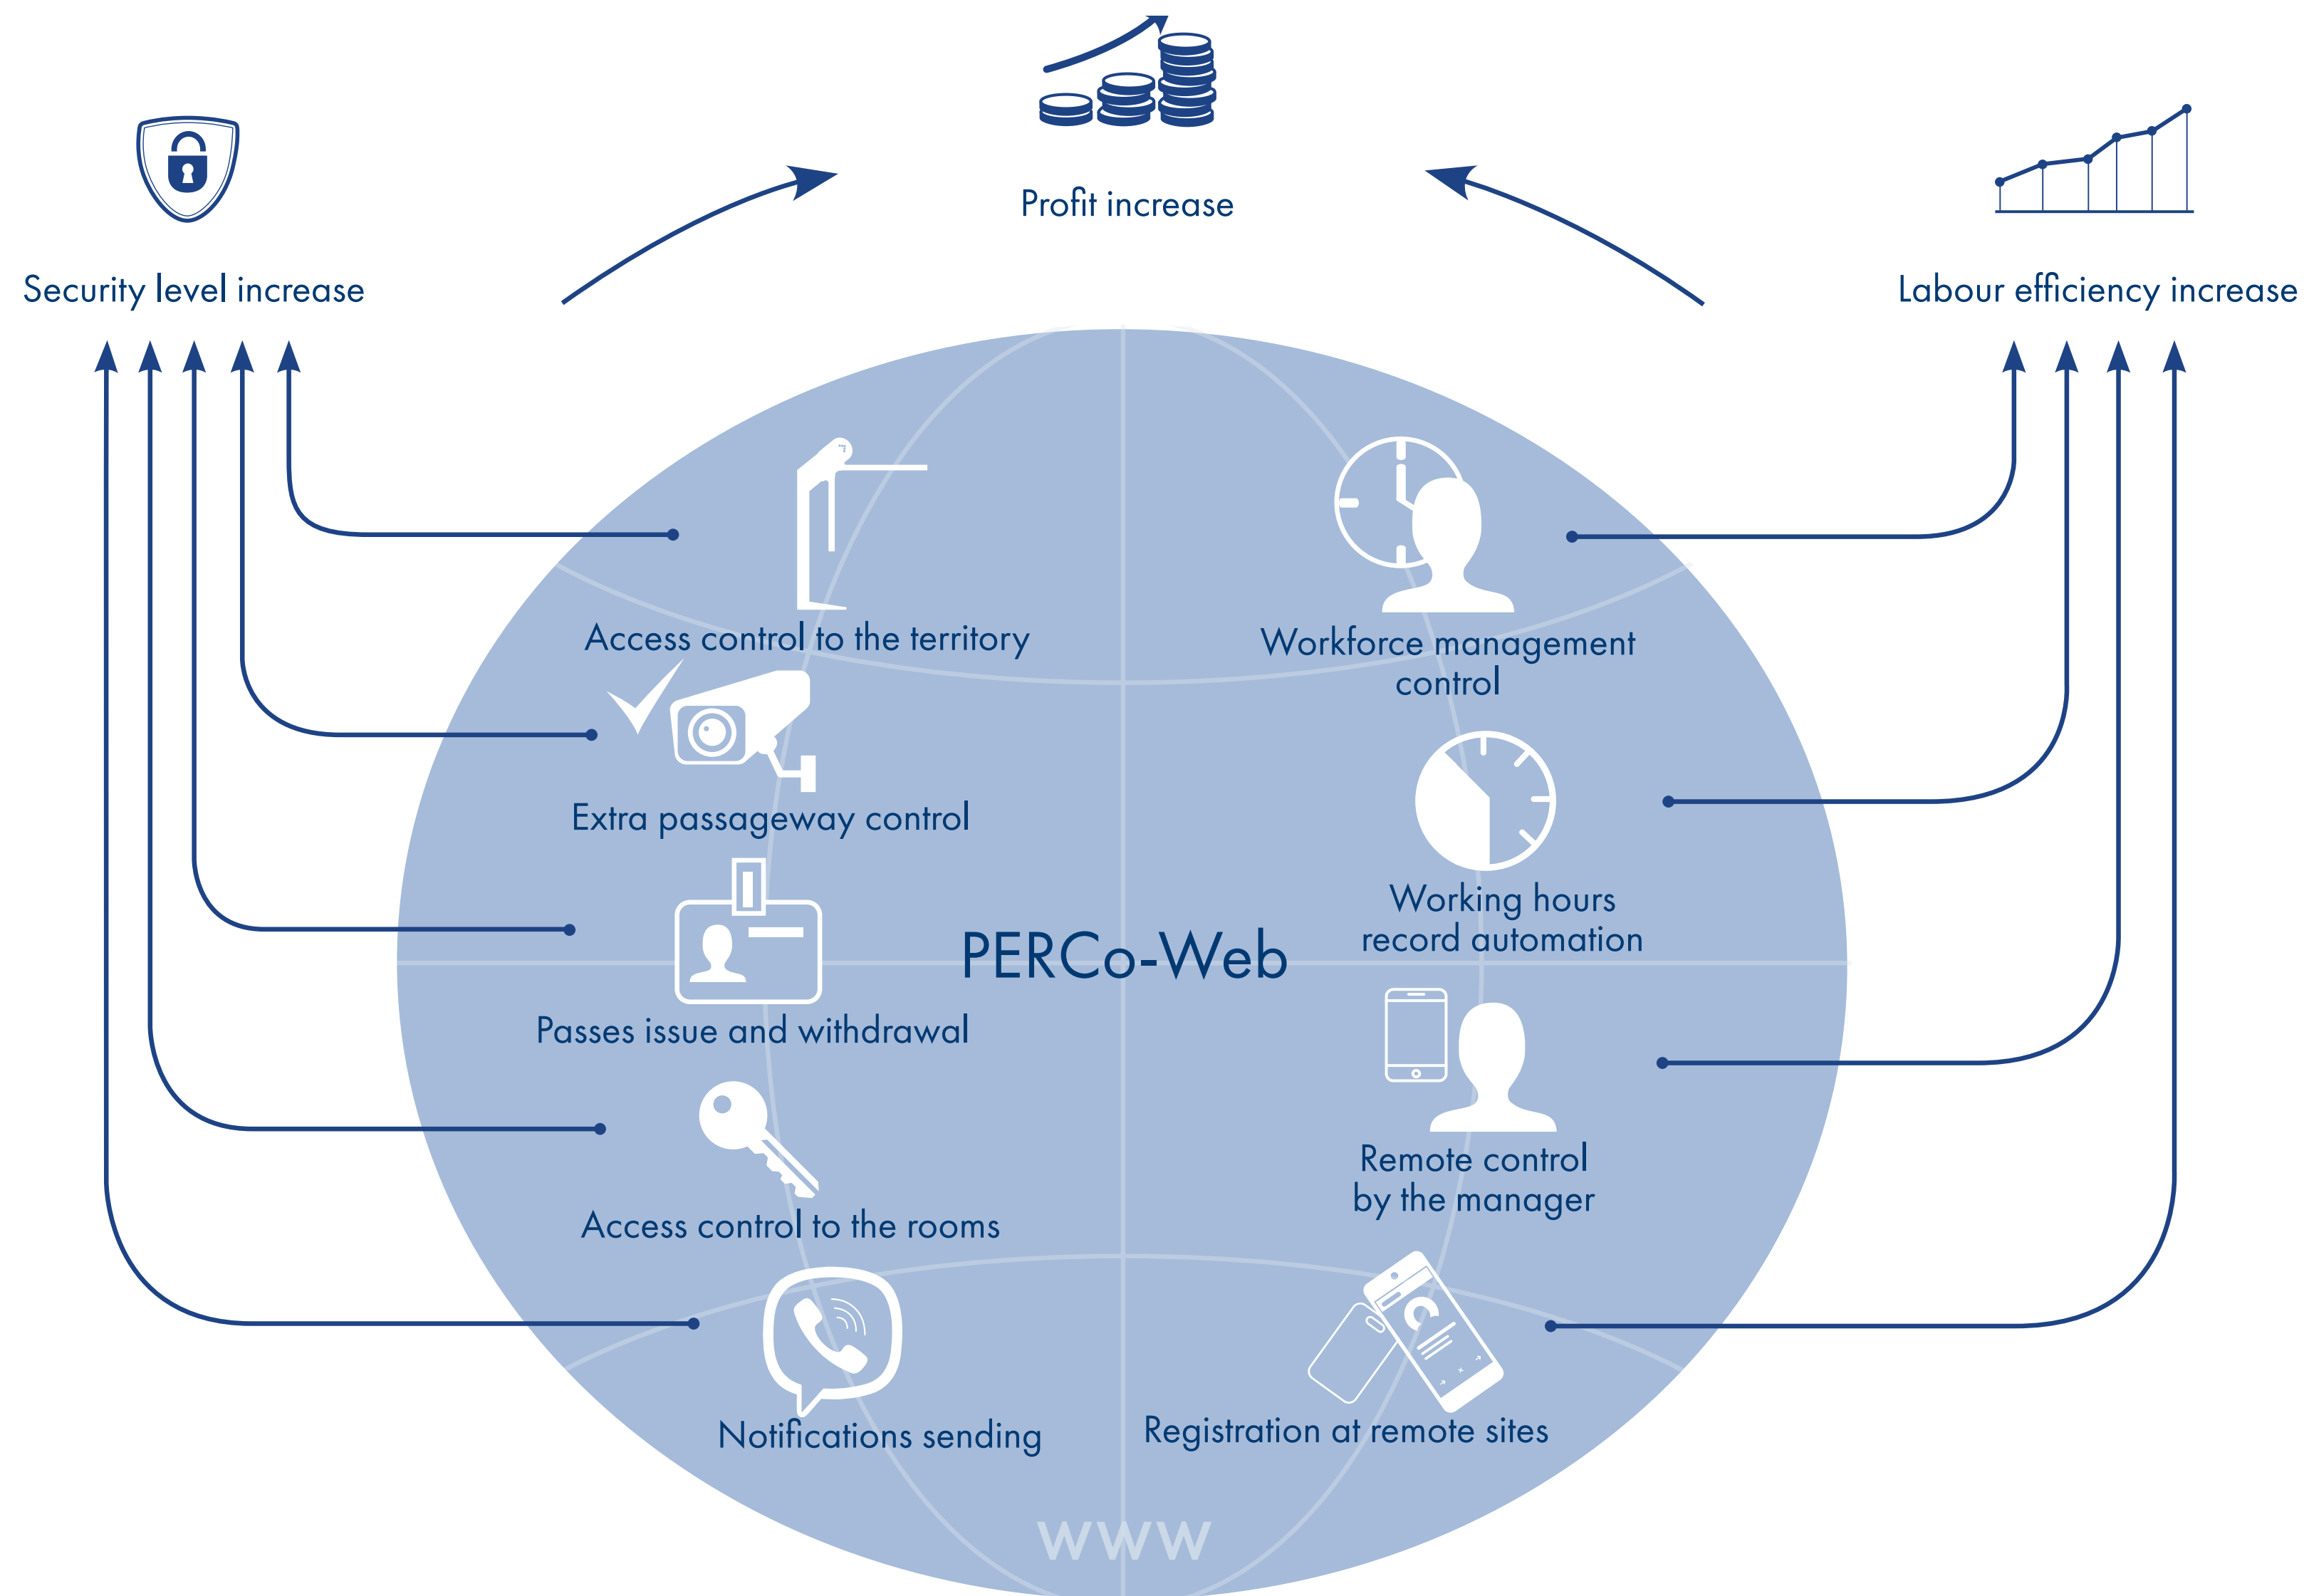 Profit increase
Security level increase
Labour efficiency increase
Access control to the territory
Workforce management
control
Extra passageway control
Working hours
record automation
PERCo-Web
Passes issue and withdrawal
Remote control
by the manager
Access control to the rooms
Notifications sending
Registration at remote sites
www